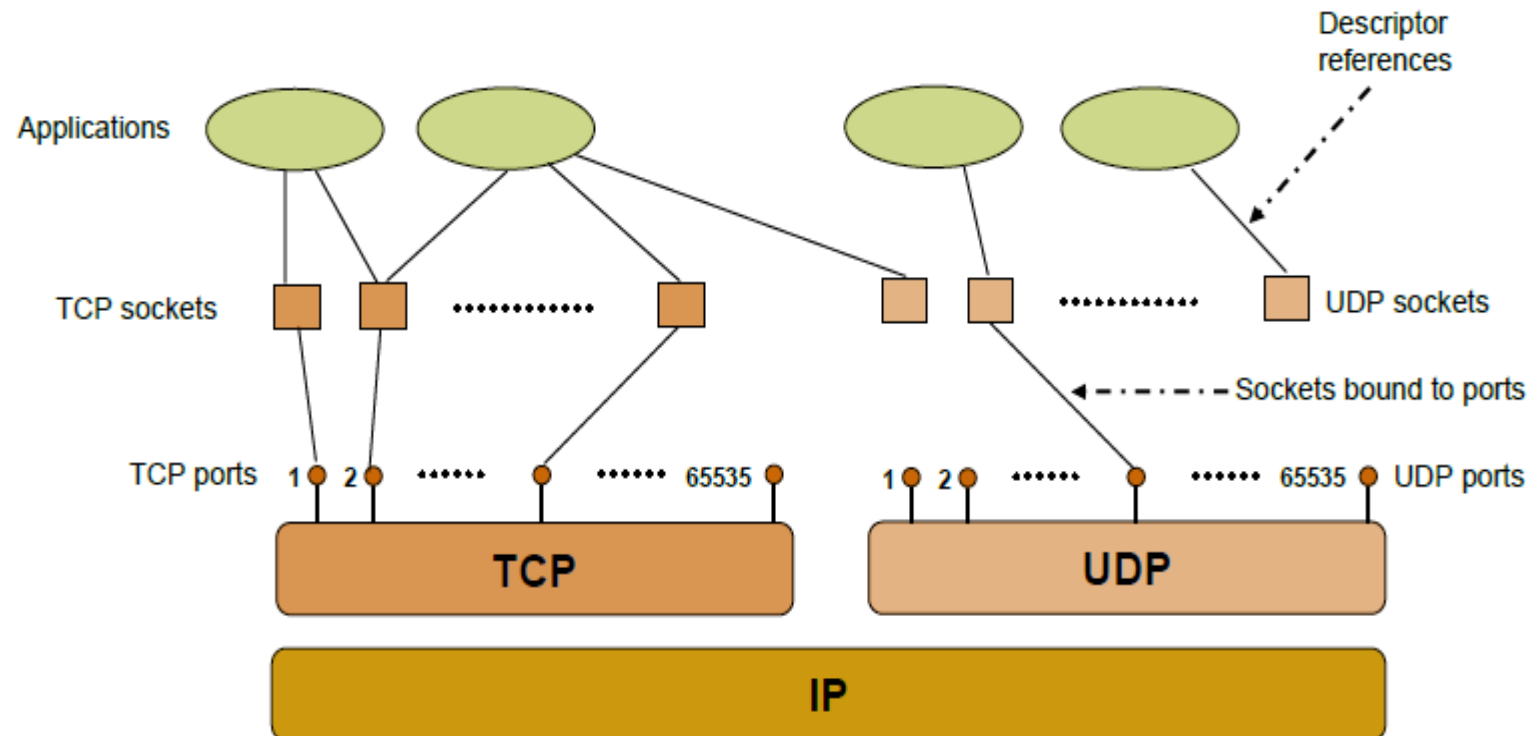 Descriptor
references
Applications
TCP sockets
UDP sockets
Sockets bound to ports
TCP ports 1 2 ...... ...... 65535 1 2 ...... ...... 65535 UDP ports
TCP
UDP
IP